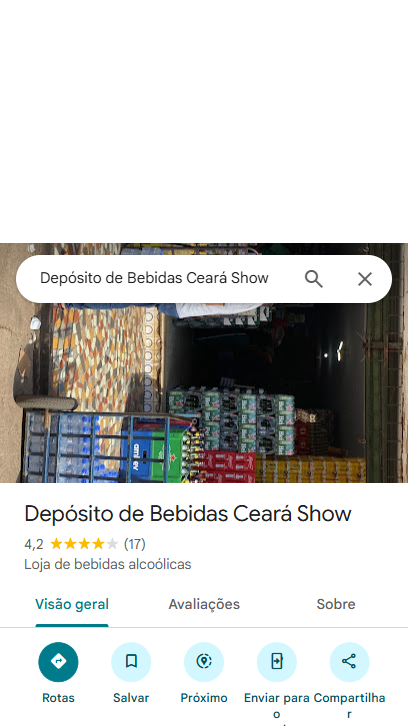 Depósito de Bebidas Ceará Show
Depósito de Bebidas Ceará Show
4,2 (17)
Loja de bebidas alcoólicas
Visão geral Avaliações Sobre
Rotas Salvar Próximo Enviar para o Compartilhar